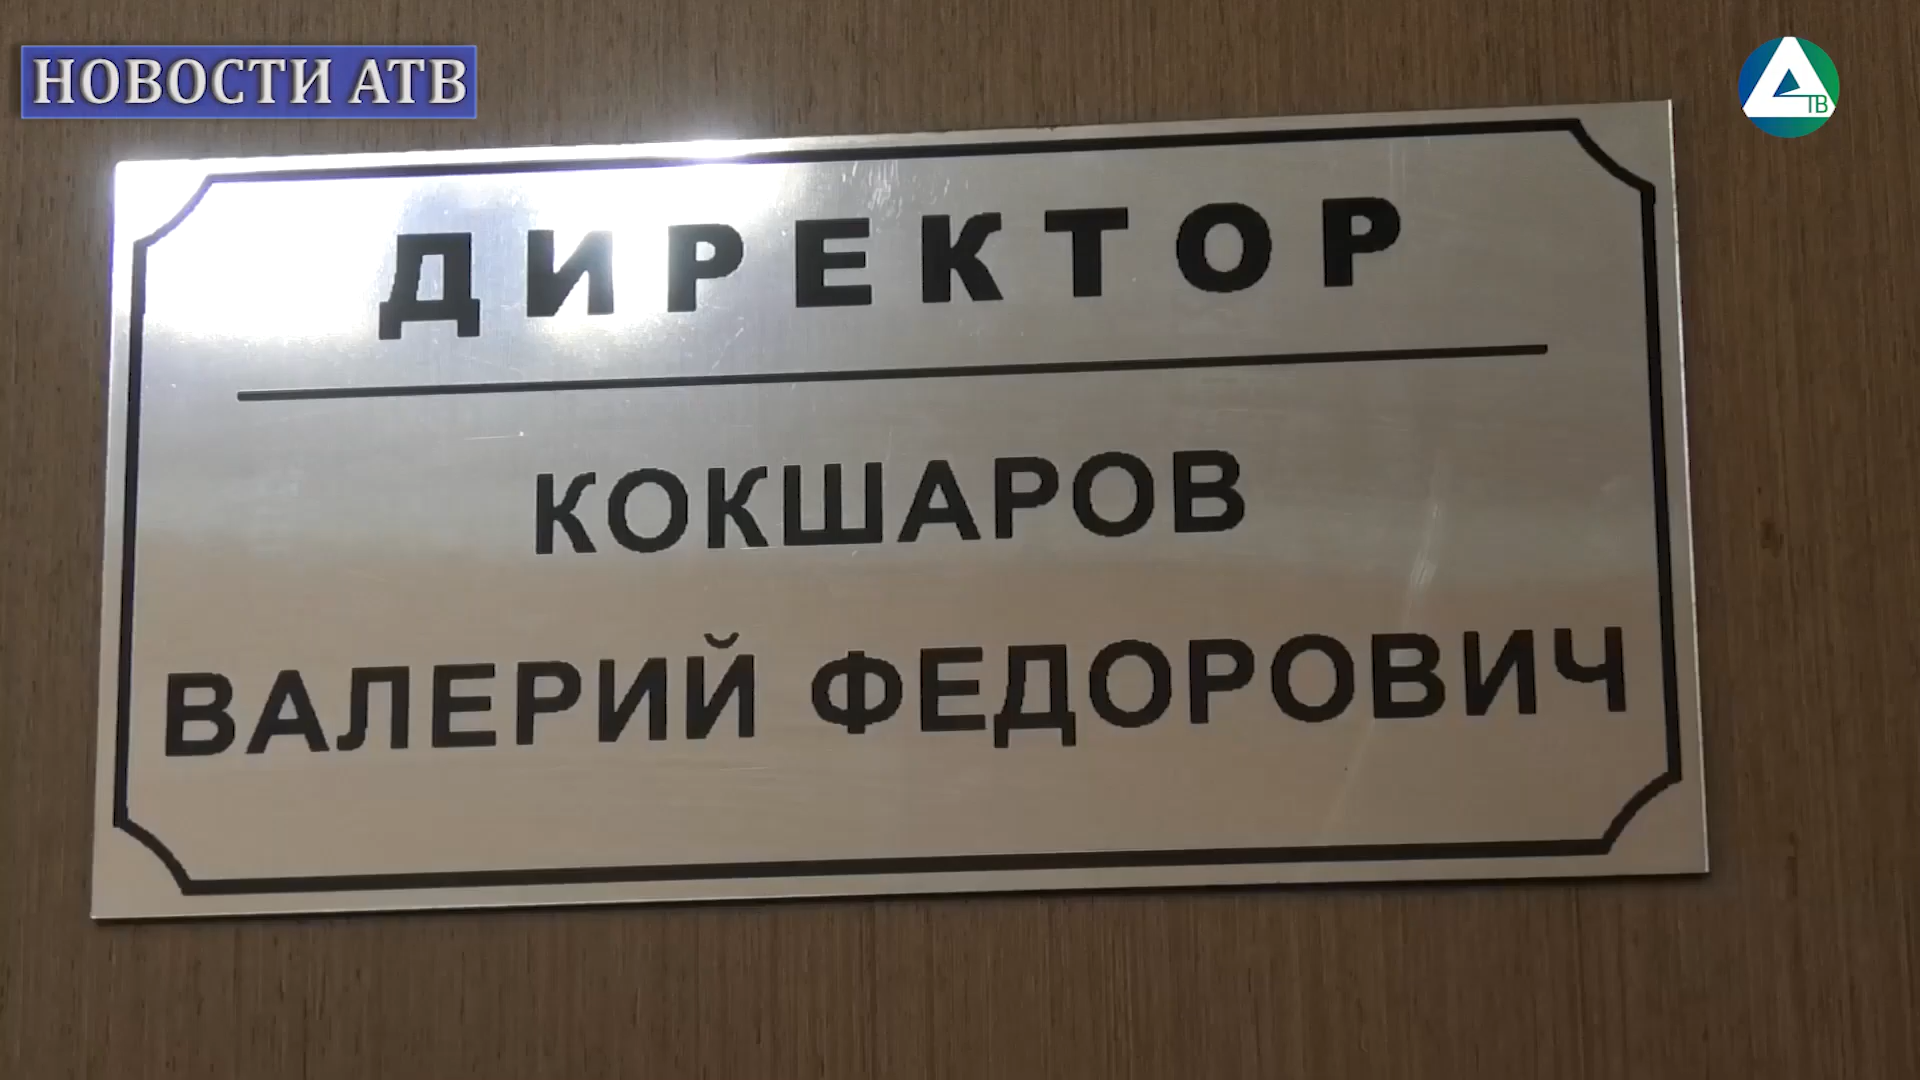 НОВОСТИ АТВ
ТВ
ДИРЕКТОР
КОКШАРОВ
ВАЛЕРИЙ ФЕДОРОВИЧ